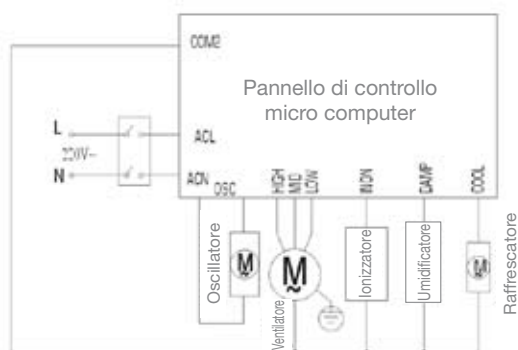 COM2
Pannello di controllo
micro computer
L
220V~
N
ACL
ACN
OSC
HIGH
MID
LOW
DAMP
COOL
Oscillatore
M
M
Ventilatore
Ionizzatore
Umidificatore
M
Raffrescatore